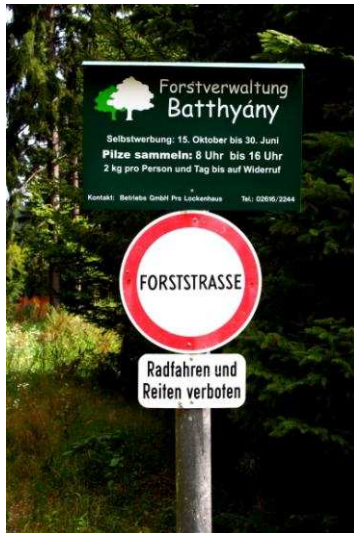 Forstverwaltung
Batthyány
Selbstwerbung: 15. Oktober bis 30. Juni
Pilze sammeln: 8 Uhr bis 16 Uhr
2 kg pro Person und Tag bis auf Widerruf
Kontakt: Betriebs GmbH Prs Lockenhaus Tel.: 02616/2244
FORSTSTRASSE
Radfahren und
Reiten verboten